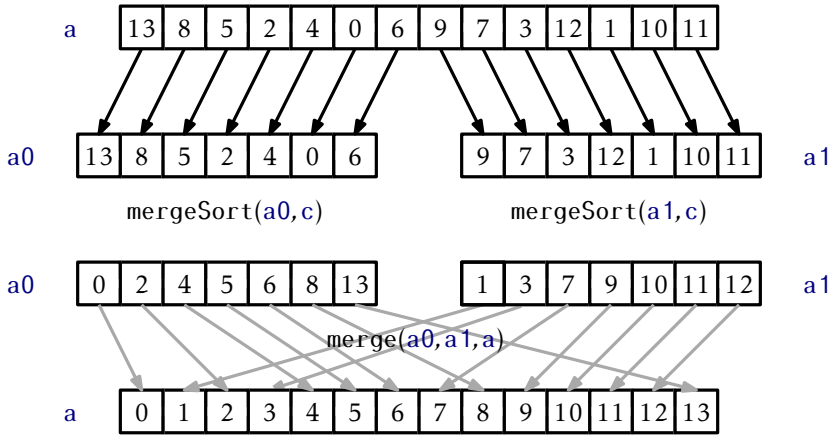 a 13 8 5 2 4 0 6 9 7 3 12 1 10 11
a0 13 8 5 2 4 0 6 9 7 3 12 1 10 11 a1
mergeSort(a0,c) mergeSort(a1,c)
a0 0 2 4 5 6 8 13 1 3 7 9 10 11 12 a1
merge(a0,a1,a)
a 0 1 2 3 4 5 6 7 8 9 10 11 12 13